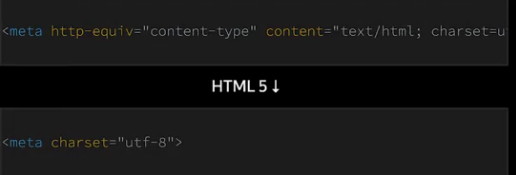 <meta http-equiv="content-type" content="text/html; charset=u
HTML 5 ↓
<meta charset="utf-8">